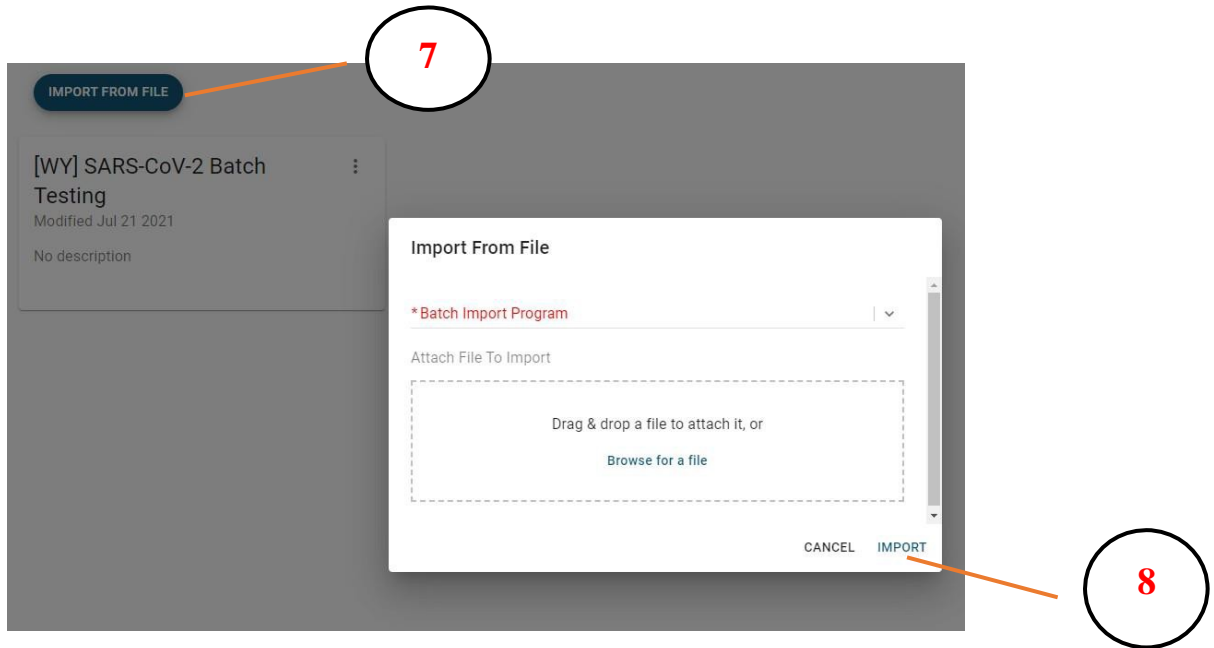 7
IMPORT FROM FILE
[WY] SARS-CoV-2 Batch
Testing
Modified Jul 21 2021
No description
Import From File
*Batch Import Program
Attach File To Import
Drag & drop a file to attach it, or
Browse for a file
CANCEL IMPORT
8